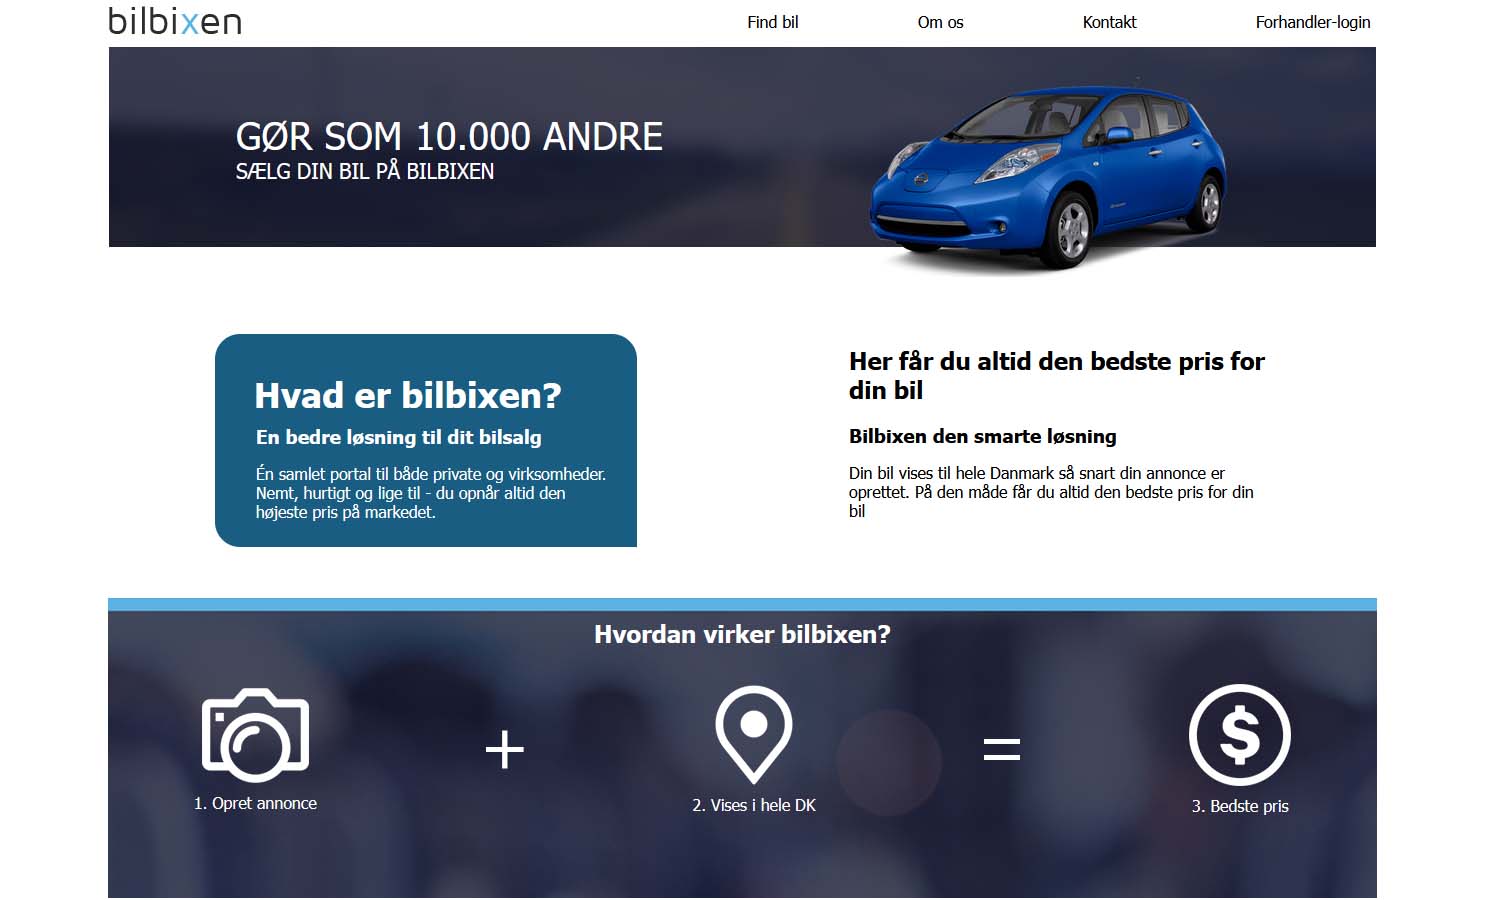 bilbixen
Find bil
Om os
Kontakt
Forhandler-login
GØR SOM 10.000 ANDRE
SÆLG DIN BIL PÅ BILBIXEN
Hvad er bilbixen?
En bedre løsning til dit bilsalg
Én samlet portal til både private og virksomheder.
Nemt, hurtigt og lige til - du opnår altid den
højeste pris på markedet.
Her får du altid den bedste pris for
din bil
Bilbixen den smarte løsning
Din bil vises til hele Danmark så snart din annonce er
oprettet. På den måde får du altid den bedste pris for din
bil
Hvordan virker bilbixen?
+
=
$
1. Opret annonce
2. Vises i hele DK
3. Bedste pris